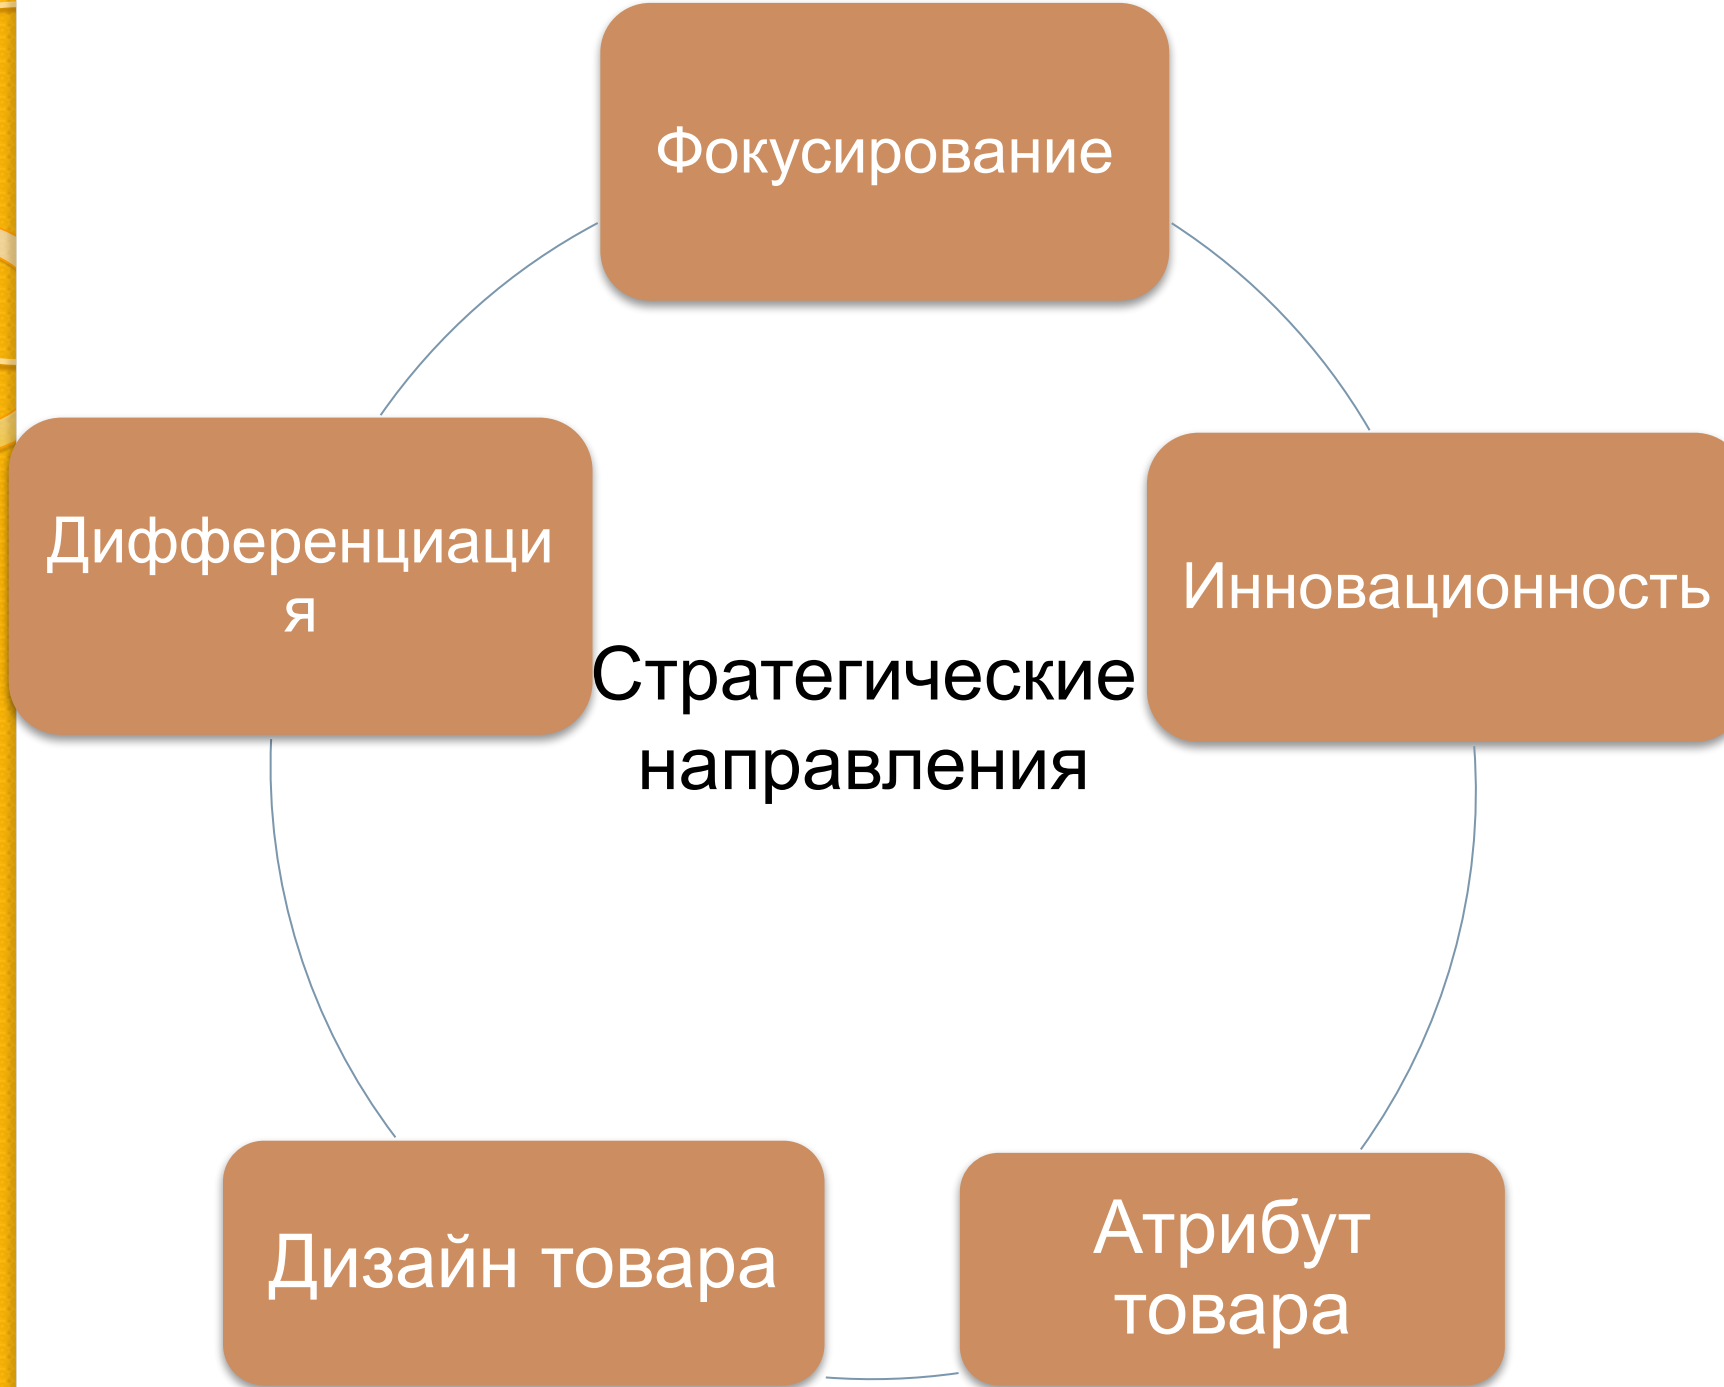 Фокусирование
Дифференциаци
я
Инновационность
Стратегические
направления
Дизайн товара
Атрибут
товара